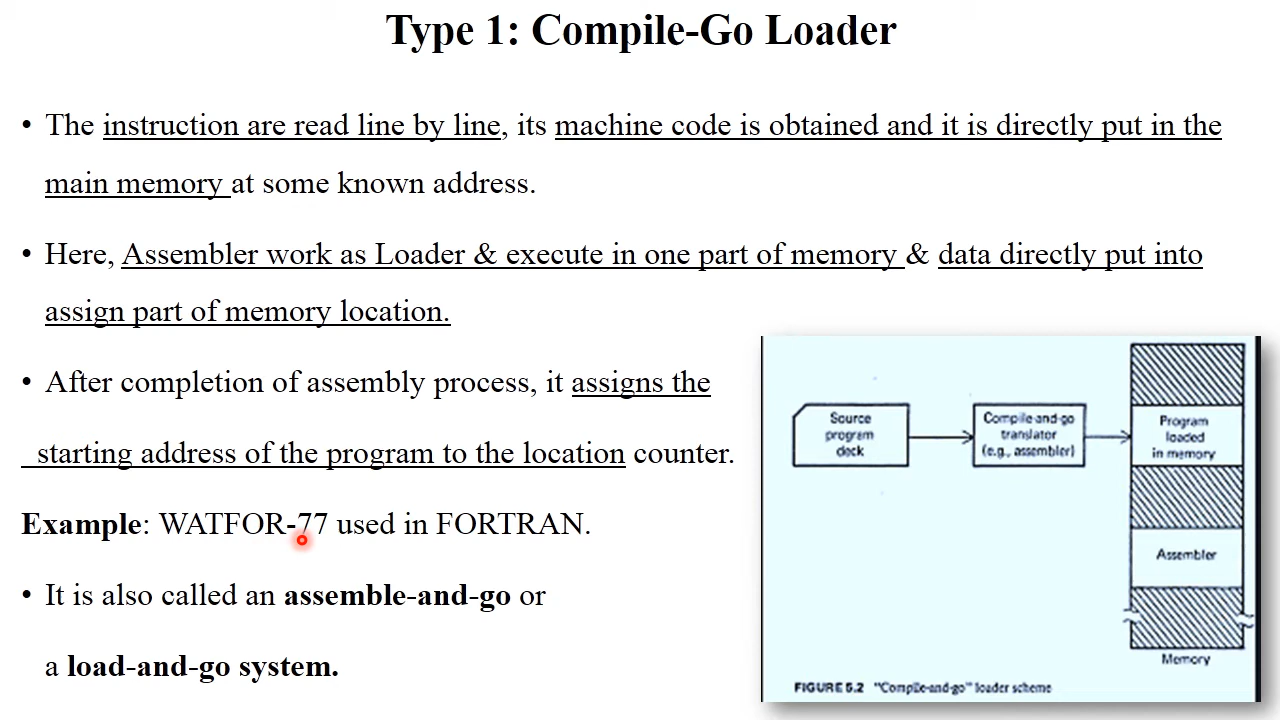 Type 1: Compile-Go Loader
• The instruction are read line by line, its machine code is obtained and it is directly put in the
main memory at some known address.
• Here, Assembler work as Loader & execute in one part of memory & data directly put into
assign part of memory location.
• After completion of assembly process, it assigns the
starting address of the program to the location counter.
Example: WATFOR-77 used in FORTRAN.
• It is also called an assemble-and-go or
a load-and-go system.
Source
program
deck
Compile-and-go
translator
(e.g., assembler)
Program
loaded
in memory
Assembler
Memory
FIGURE 5.2 "Compile-and-go" loader scheme